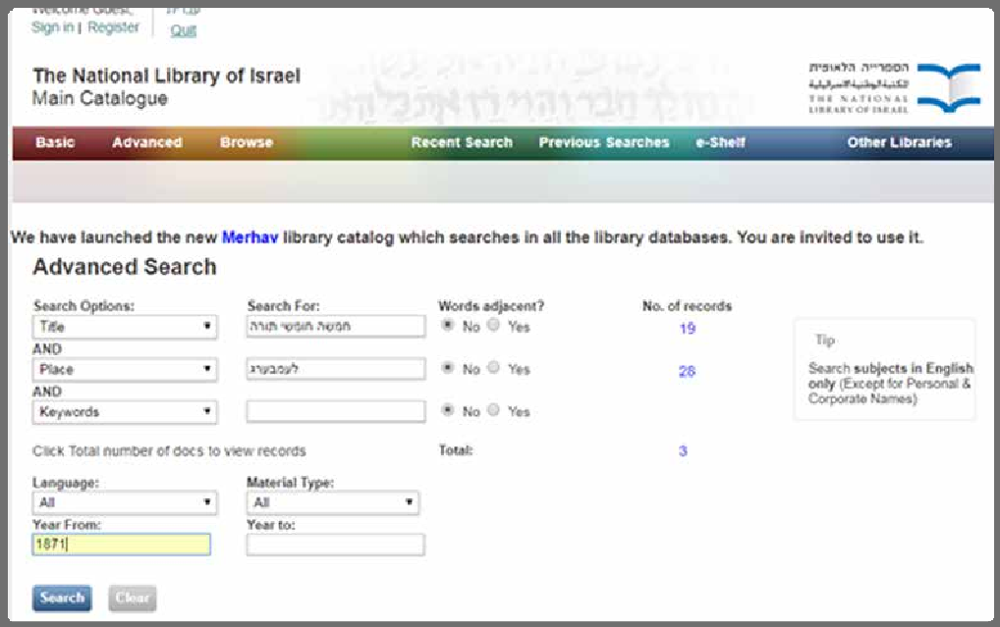 Welcome Guest, עברית
Sign in | Register Quit
The National Library of Israel
Main Catalogue
הספרייה הלאומית
THE NATIONAL
LIBRARY OF ISRAEL
Basic Advanced Browse Recent Search Previous Searches e-Shelf Other Libraries
We have launched the new Merhav library catalog which searches in all the library databases. You are invited to use it.
Advanced Search
Search Options: Search For: Words adjacent? No. of records
Title חמשה חומשי תורה No Yes 19
AND
Place לעמבערג No Yes 28
AND
Keywords No Yes
Tip
Search subjects in English
only (Except for Personal &
Corporate Names)
Click Total number of docs to view records Total: 3
Language: Material Type:
All All
Year From: Year to:
1871
Search Clear